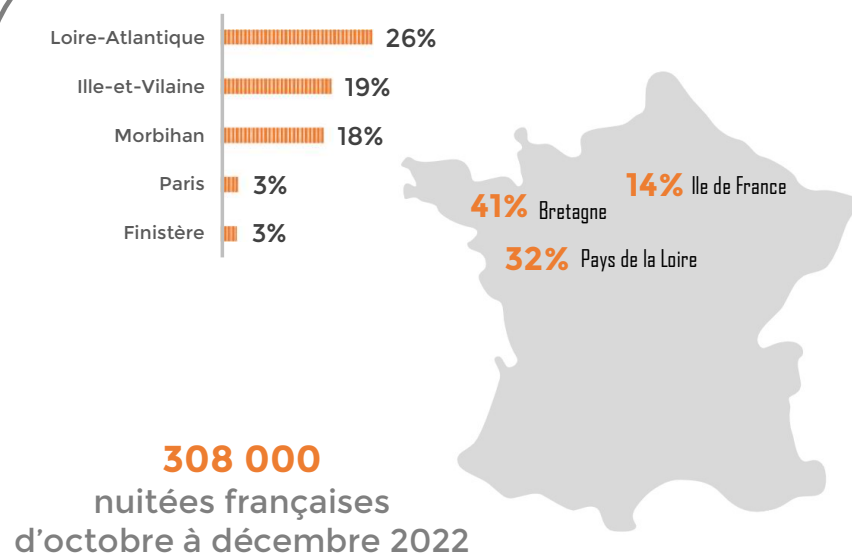 Loire-Atlantique 26%
Ille-et-Vilaine 19%
Morbihan 18%
Paris 3%
Finistère 3%
14% Ile de France
41% Bretagne
32% Pays de la Loire
308 000
nuitées françaises
d'octobre à décembre 2022